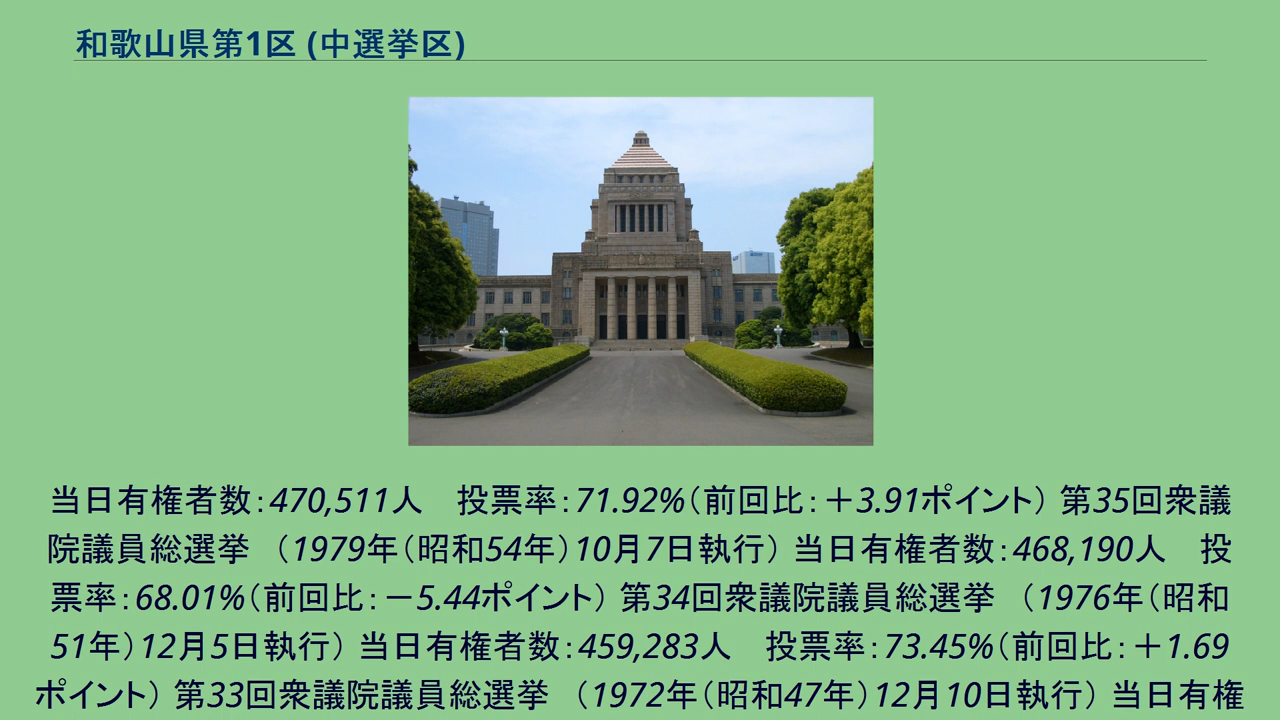 和歌山県第1区 (中選挙区)
当日有権者数：470,511人　投票率：71.92%（前回比：＋3.91ポイント） 第35回衆議
院議員総選挙　（1979年（昭和54年）10月7日執行） 当日有権者数：468,190人　投
票率：68.01%（前回比：－5.44ポイント） 第34回衆議院議員総選挙　（1976年（昭和
51年）12月5日執行） 当日有権者数：459,283人　投票率：73.45%（前回比：＋1.69
ポイント） 第33回衆議院議員総選挙　（1972年（昭和47年）12月10日執行） 当日有権